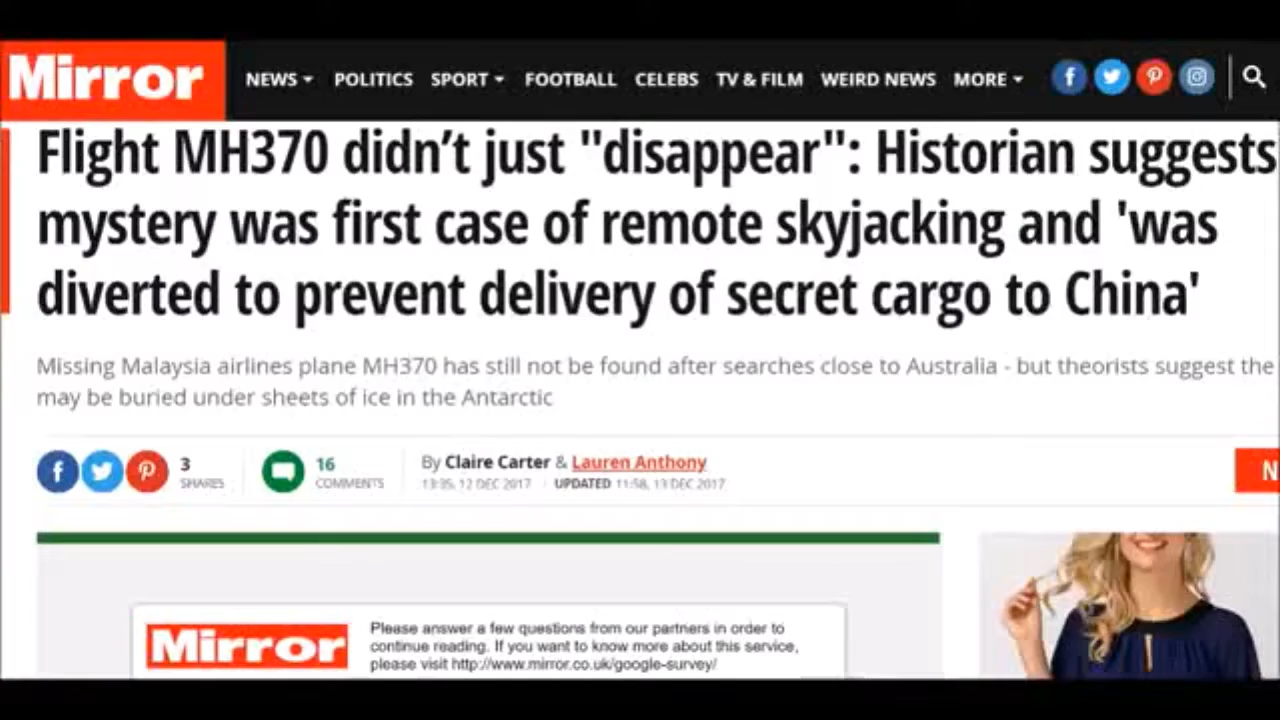 Mirror
NEWS POLITICS SPORT FOOTBALL CELEBS TV & FILM WEIRD NEWS MORE
Flight MH370 didn’t just "disappear": Historian suggests
mystery was first case of remote skyjacking and 'was
diverted to prevent delivery of secret cargo to China'
Missing Malaysia airlines plane MH370 has still not be found after searches close to Australia - but theorists suggest the
may be buried under sheets of ice in the Antarctic
3
SHARES
16
COMMENTS
By Claire Carter & Lauren Anthony
13:35, 12 DEC 2017 UPDATED 11:58, 13 DEC 2017
N
Mirror
Please answer a few questions from our partners in order to
continue reading. If you want to know more about this service,
please visit http://www.mirror.co.uk/google-survey/